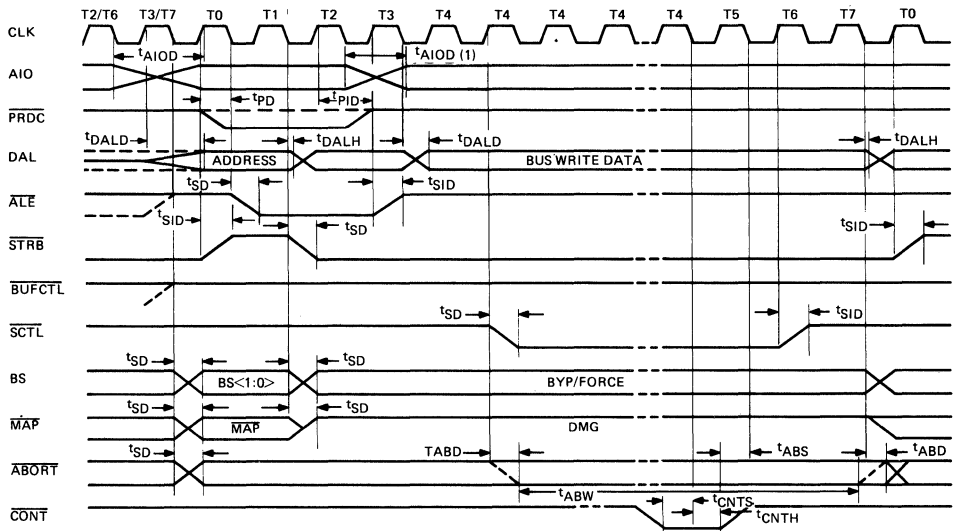 T2/T6 T3/T7 T0 T1 T2 T3 T4 T4 T4 T4 T5 T6 T7 T0
CLK
tAIOD tAIOD (1)
AIO
tPD tPID
PRDC
tDALD tDALH tDALD tDALH
DAL ADDRESS BUS WRITE DATA
tSD tSID
ALE
tSID tSD tSID
STRB
BUFCTL
tSD tSID
SCTL
tSD tSD
BS BS<1:0> BYP/FORCE
tSD tSD
MAP MAP DMG
tSD TABD tABS tABD
ABORT
tABW
tCNTS
CONT
tCNTH